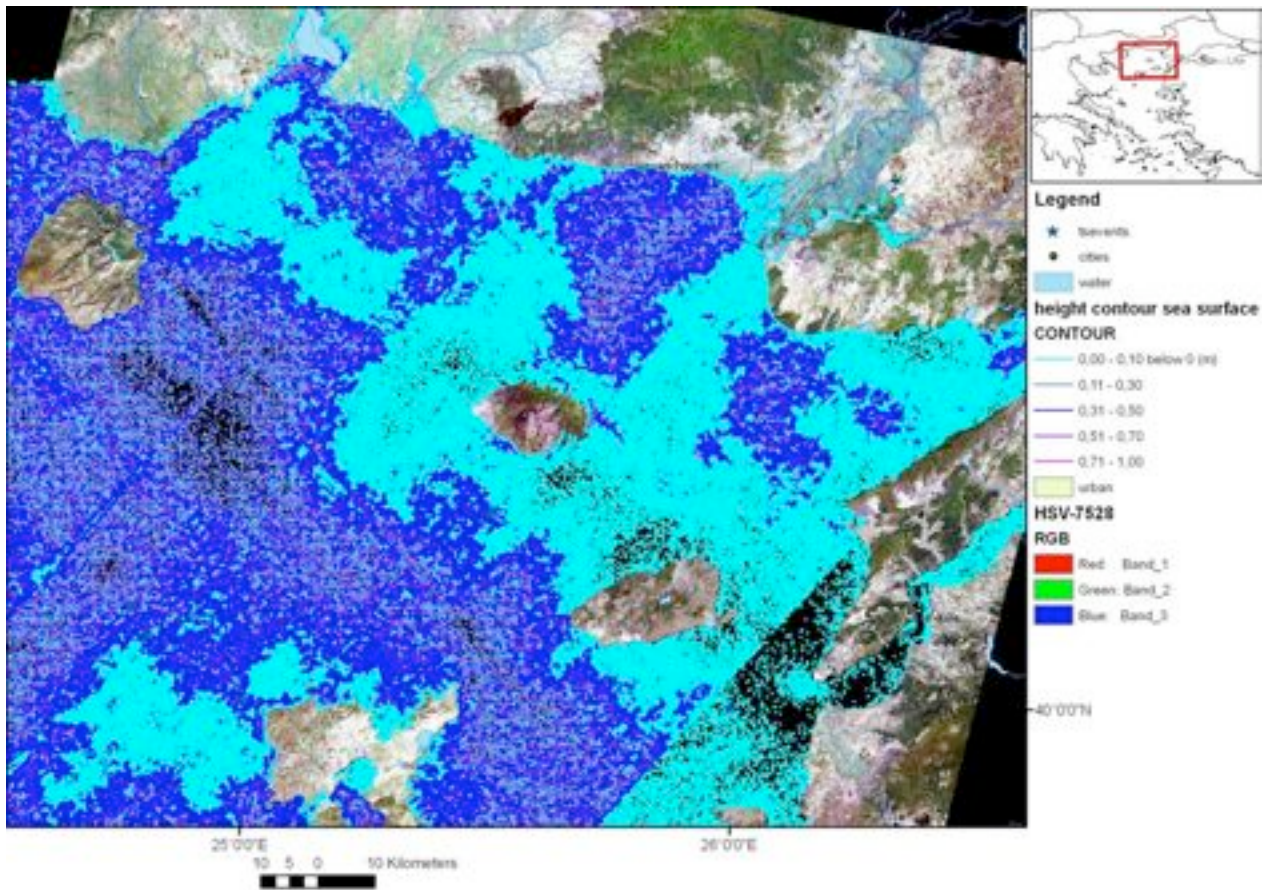 Legend
tsevents
cities
water
height contour sea surface
CONTOUR
0,00 - 0,10 below 0 (m)
0,11 - 0,30
0,31 - 0,50
0,51 - 0,70
0,71 - 1,00
urban
HSV-7528
RGB
Red: Band_1
Green: Band_2
Blue: Band_3
40°0'0"N
25°0'0"E
26°0'0"E
10 5 0 10 Kilometers